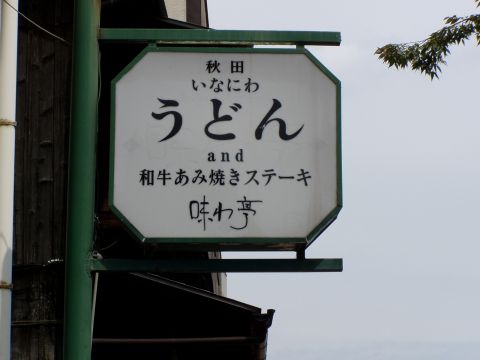 秋田
いなにわ
うどん
and
和牛あみ焼きステーキ
味わ亭